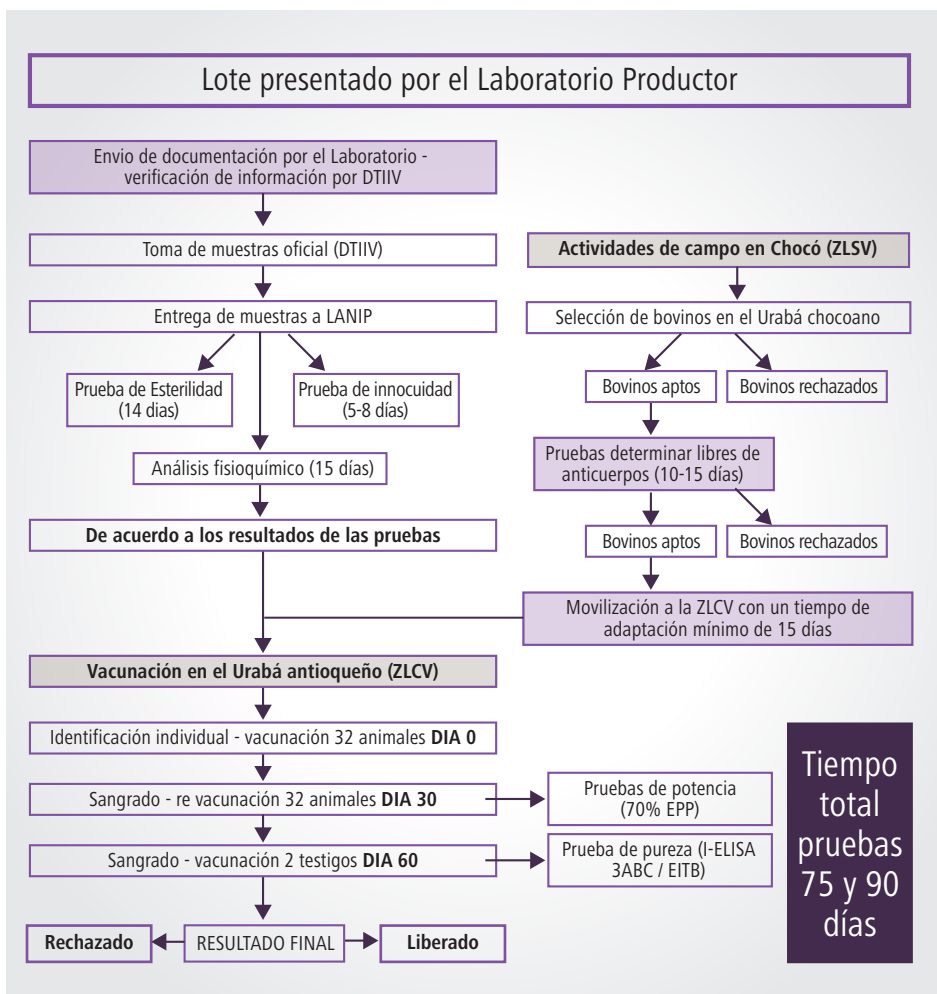 Lote presentado por el Laboratorio Productor
Envio de documentación por el Laboratorio -
verificación de información por DTIIV
Toma de muestras oficial (DTIIV)
Entrega de muestras a LANIP
Prueba de Esterilidad
(14 dias)
Prueba de innocuidad
(5-8 días)
Análisis fisioquímico (15 días)
De acuerdo a los resultados de las pruebas
Actividades de campo en Chocó (ZLSV)
Selección de bovinos en el Urabá chocoano
Bovinos aptos
Bovinos rechazados
Pruebas determinar libres de
anticuerpos (10-15 días)
Bovinos aptos
Bovinos rechazados
Movilización a la ZLCV con un tiempo de
adaptación mínimo de 15 días
Vacunación en el Urabá antioqueño (ZLCV)
Identificación individual - vacunación 32 animales DIA 0
Sangrado - re vacunación 32 animales DIA 30
Pruebas de potencia
(70% EPP)
Sangrado - vacunación 2 testigos DIA 60
Prueba de pureza (I-ELISA
3ABC / EITB)
Rechazado
RESULTADO FINAL
Liberado
Tiempo
total
pruebas
75 y 90
días